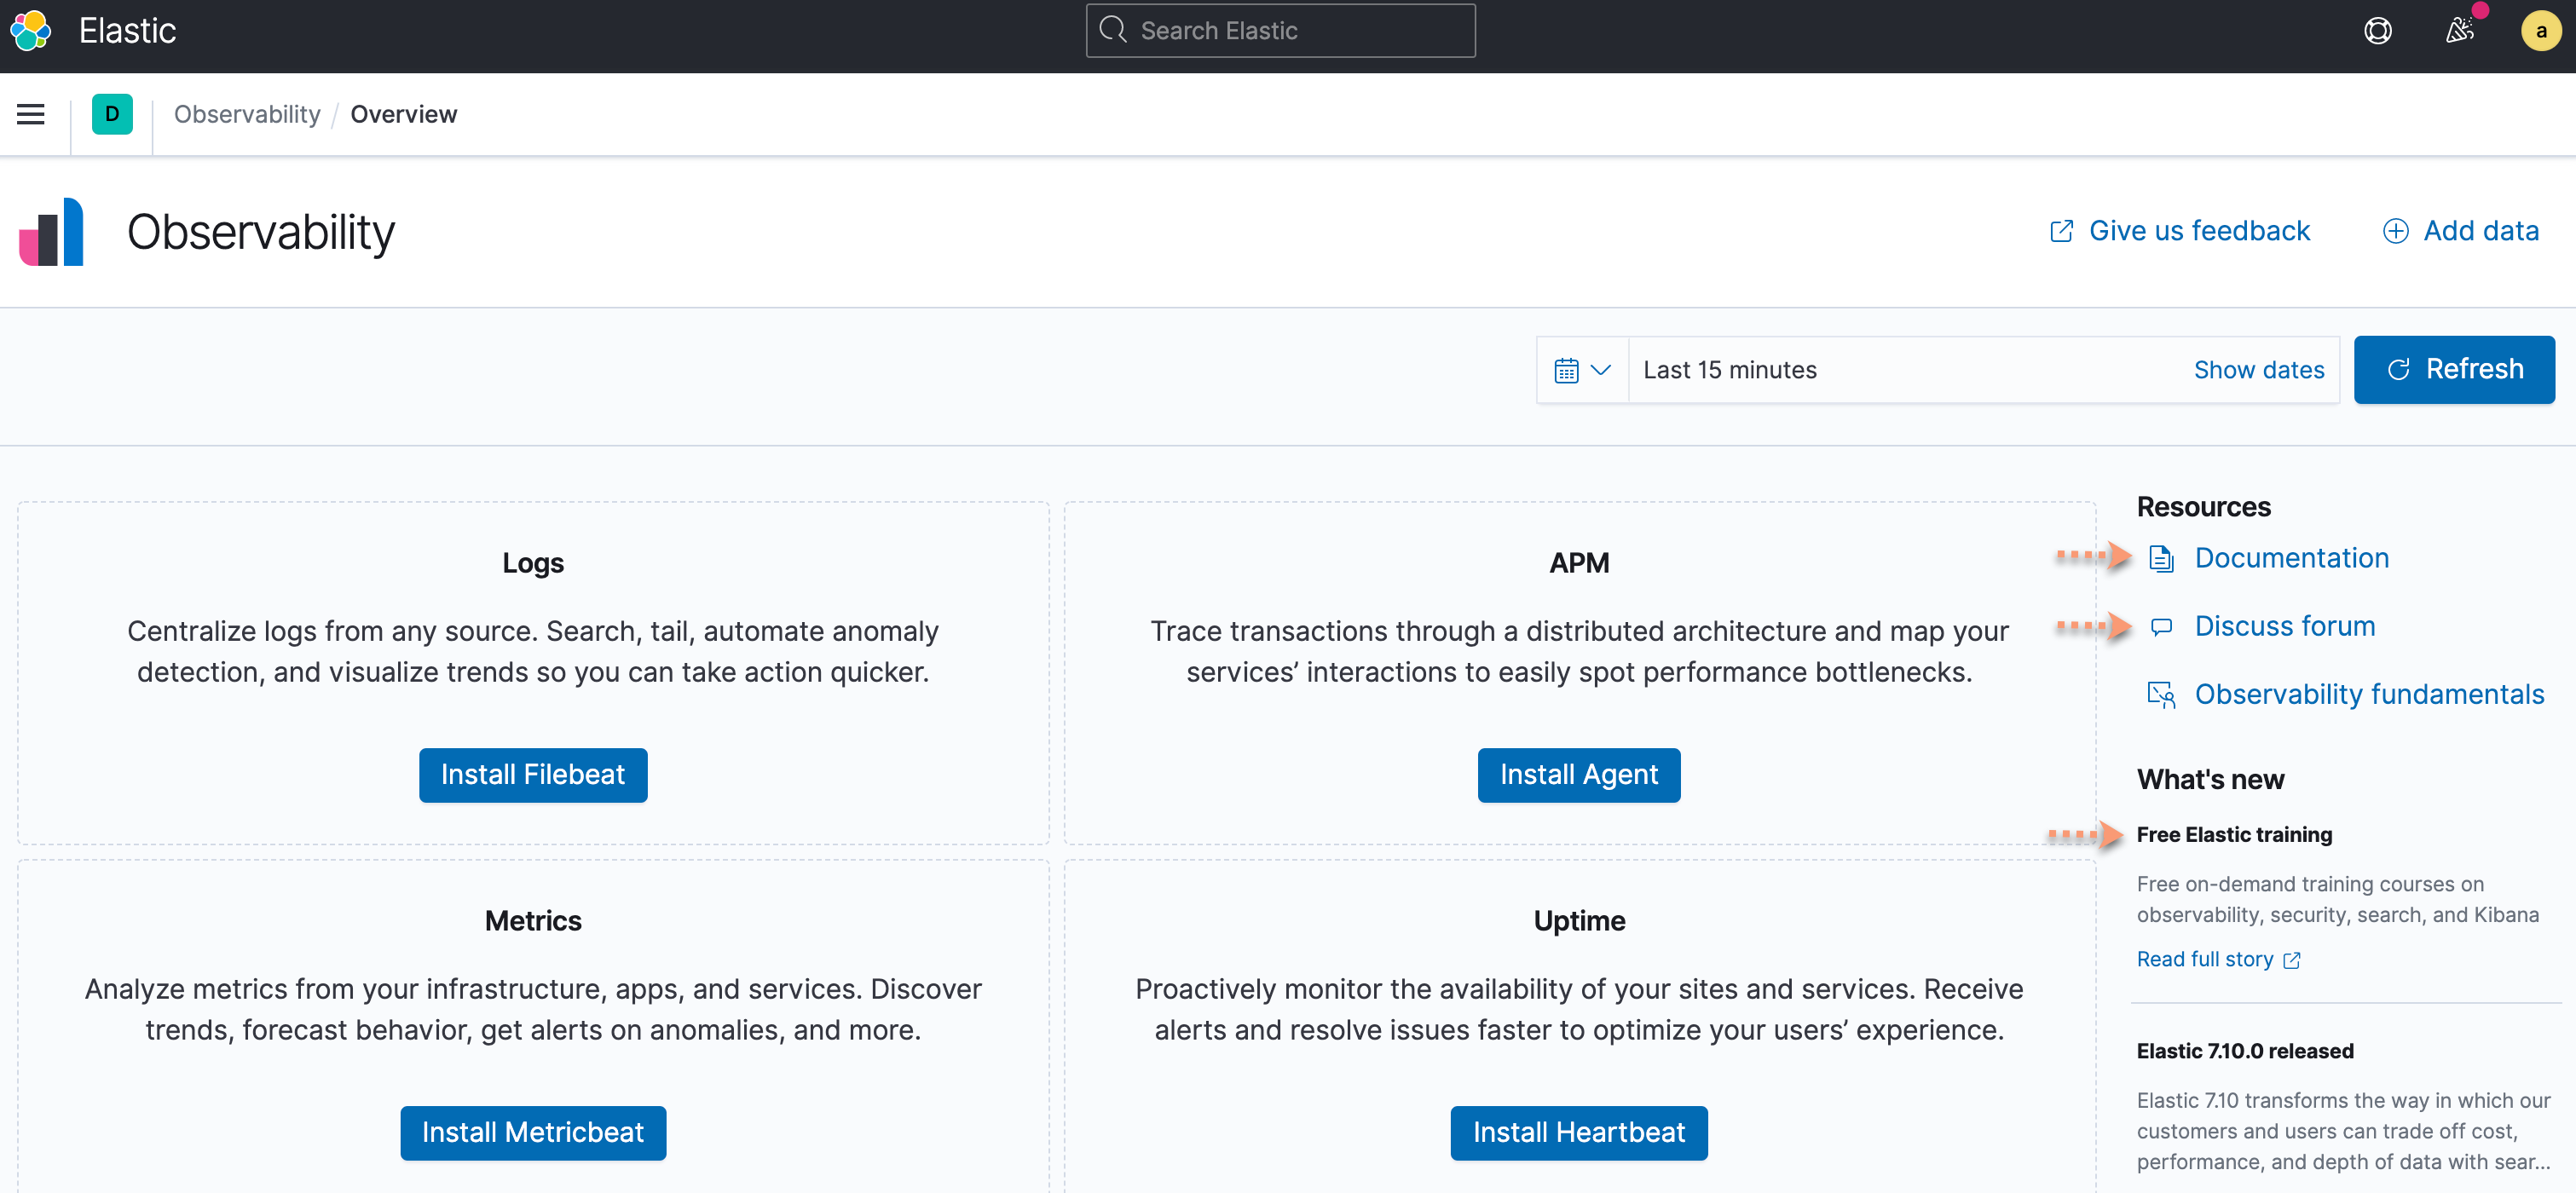 Elastic
Search Elastic
a
D
Observability / Overview
Observability
Give us feedback
Add data
Last 15 minutes
Show dates
Refresh
Logs
Centralize logs from any source. Search, tail, automate anomaly
detection, and visualize trends so you can take action quicker.
Install Filebeat
APM
Trace transactions through a distributed architecture and map your
services’ interactions to easily spot performance bottlenecks.
Install Agent
Metrics
Analyze metrics from your infrastructure, apps, and services. Discover
trends, forecast behavior, get alerts on anomalies, and more.
Install Metricbeat
Uptime
Proactively monitor the availability of your sites and services. Receive
alerts and resolve issues faster to optimize your users’ experience.
Install Heartbeat
Resources
Documentation
Discuss forum
Observability fundamentals
What's new
Free Elastic training
Free on-demand training courses on
observability, security, search, and Kibana
Read full story
Elastic 7.10.0 released
Elastic 7.10 transforms the way in which our
customers and users can trade off cost,
performance, and depth of data with sear...